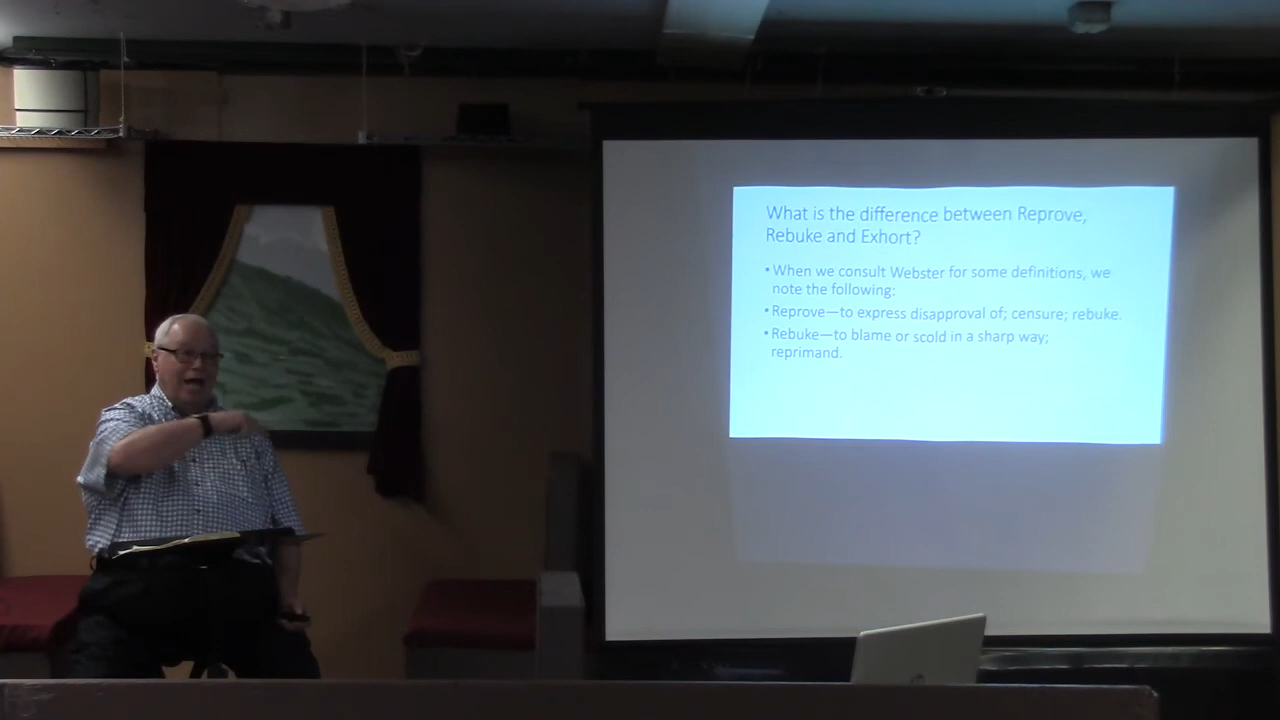 What is the difference between Reprove,
Rebuke and Exhort?
• When we consult Webster for some definitions, we
note the following:
• Reprove—to express disapproval of; censure; rebuke.
• Rebuke—to blame or scold in a sharp way;
reprimand.